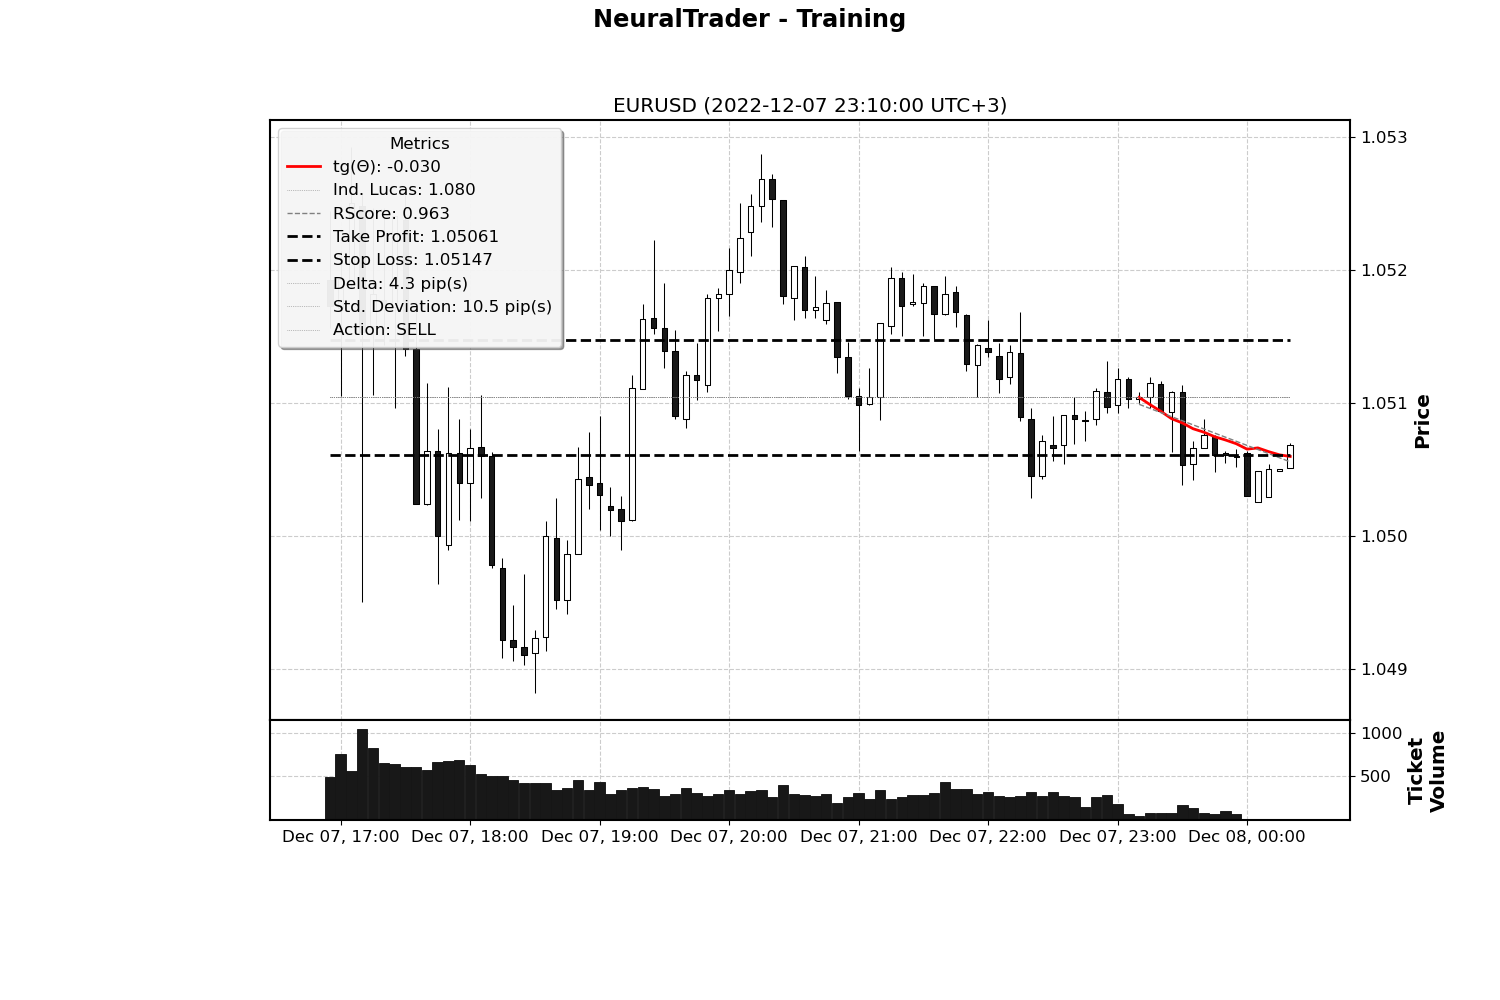 NeuralTrader - Training
EURUSD (2022-12-07 23:10:00 UTC+3)
Metrics
tg(Θ): -0.030
Ind. Lucas: 1.080
RScore: 0.963
Take Profit: 1.05061
Stop Loss: 1.05147
Delta: 4.3 pip(s)
Std. Deviation: 10.5 pip(s)
Action: SELL
1.053
1.052
1.051
1.050
1.049
Price
1000
500
Ticket
Volume
Dec 07, 17:00
Dec 07, 18:00
Dec 07, 19:00
Dec 07, 20:00
Dec 07, 21:00
Dec 07, 22:00
Dec 07, 23:00
Dec 08, 00:00